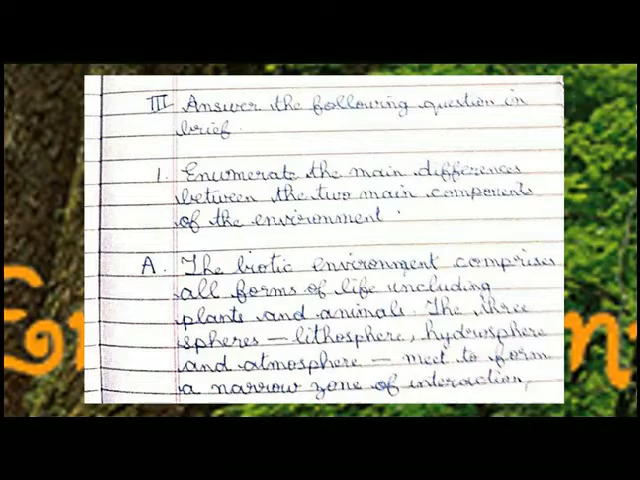 III Answer the following question in
brief.
1. Enumerate the main differences
between the two main components
of the environment.
A. The biotic environment comprises
all forms of life including
plants and animals. The three
spheres – lithosphere, hydrosphere
and atmosphere – meet to form
a narrow zone of interaction,